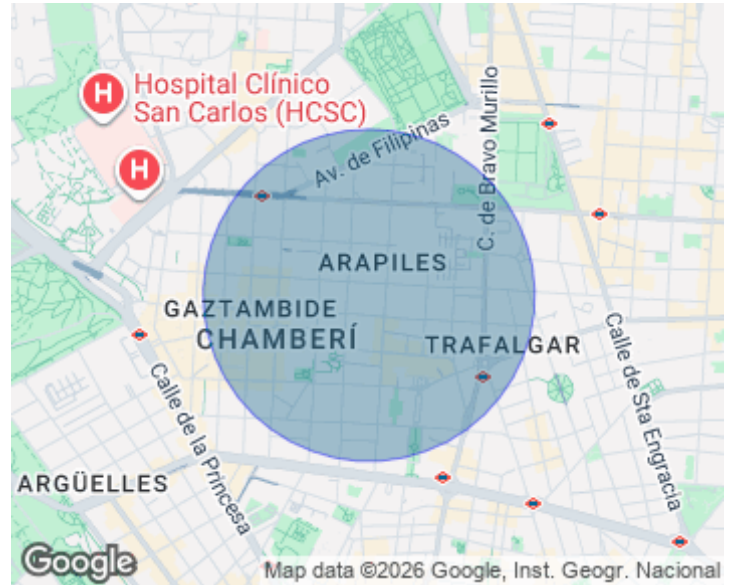 H
Hospital Clínico
San Carlos (HCSC)
H
Av. de Filipinas
C. de Bravo Murillo
ARAPILES
GAZTAMBIDE
CHAMBERÍ
TRAFALGAR
Calle de la Princesa
Calle de Sta Engracia
ARGÜELLES
Google
Map data ©2026 Google, Inst. Geogr. Nacional